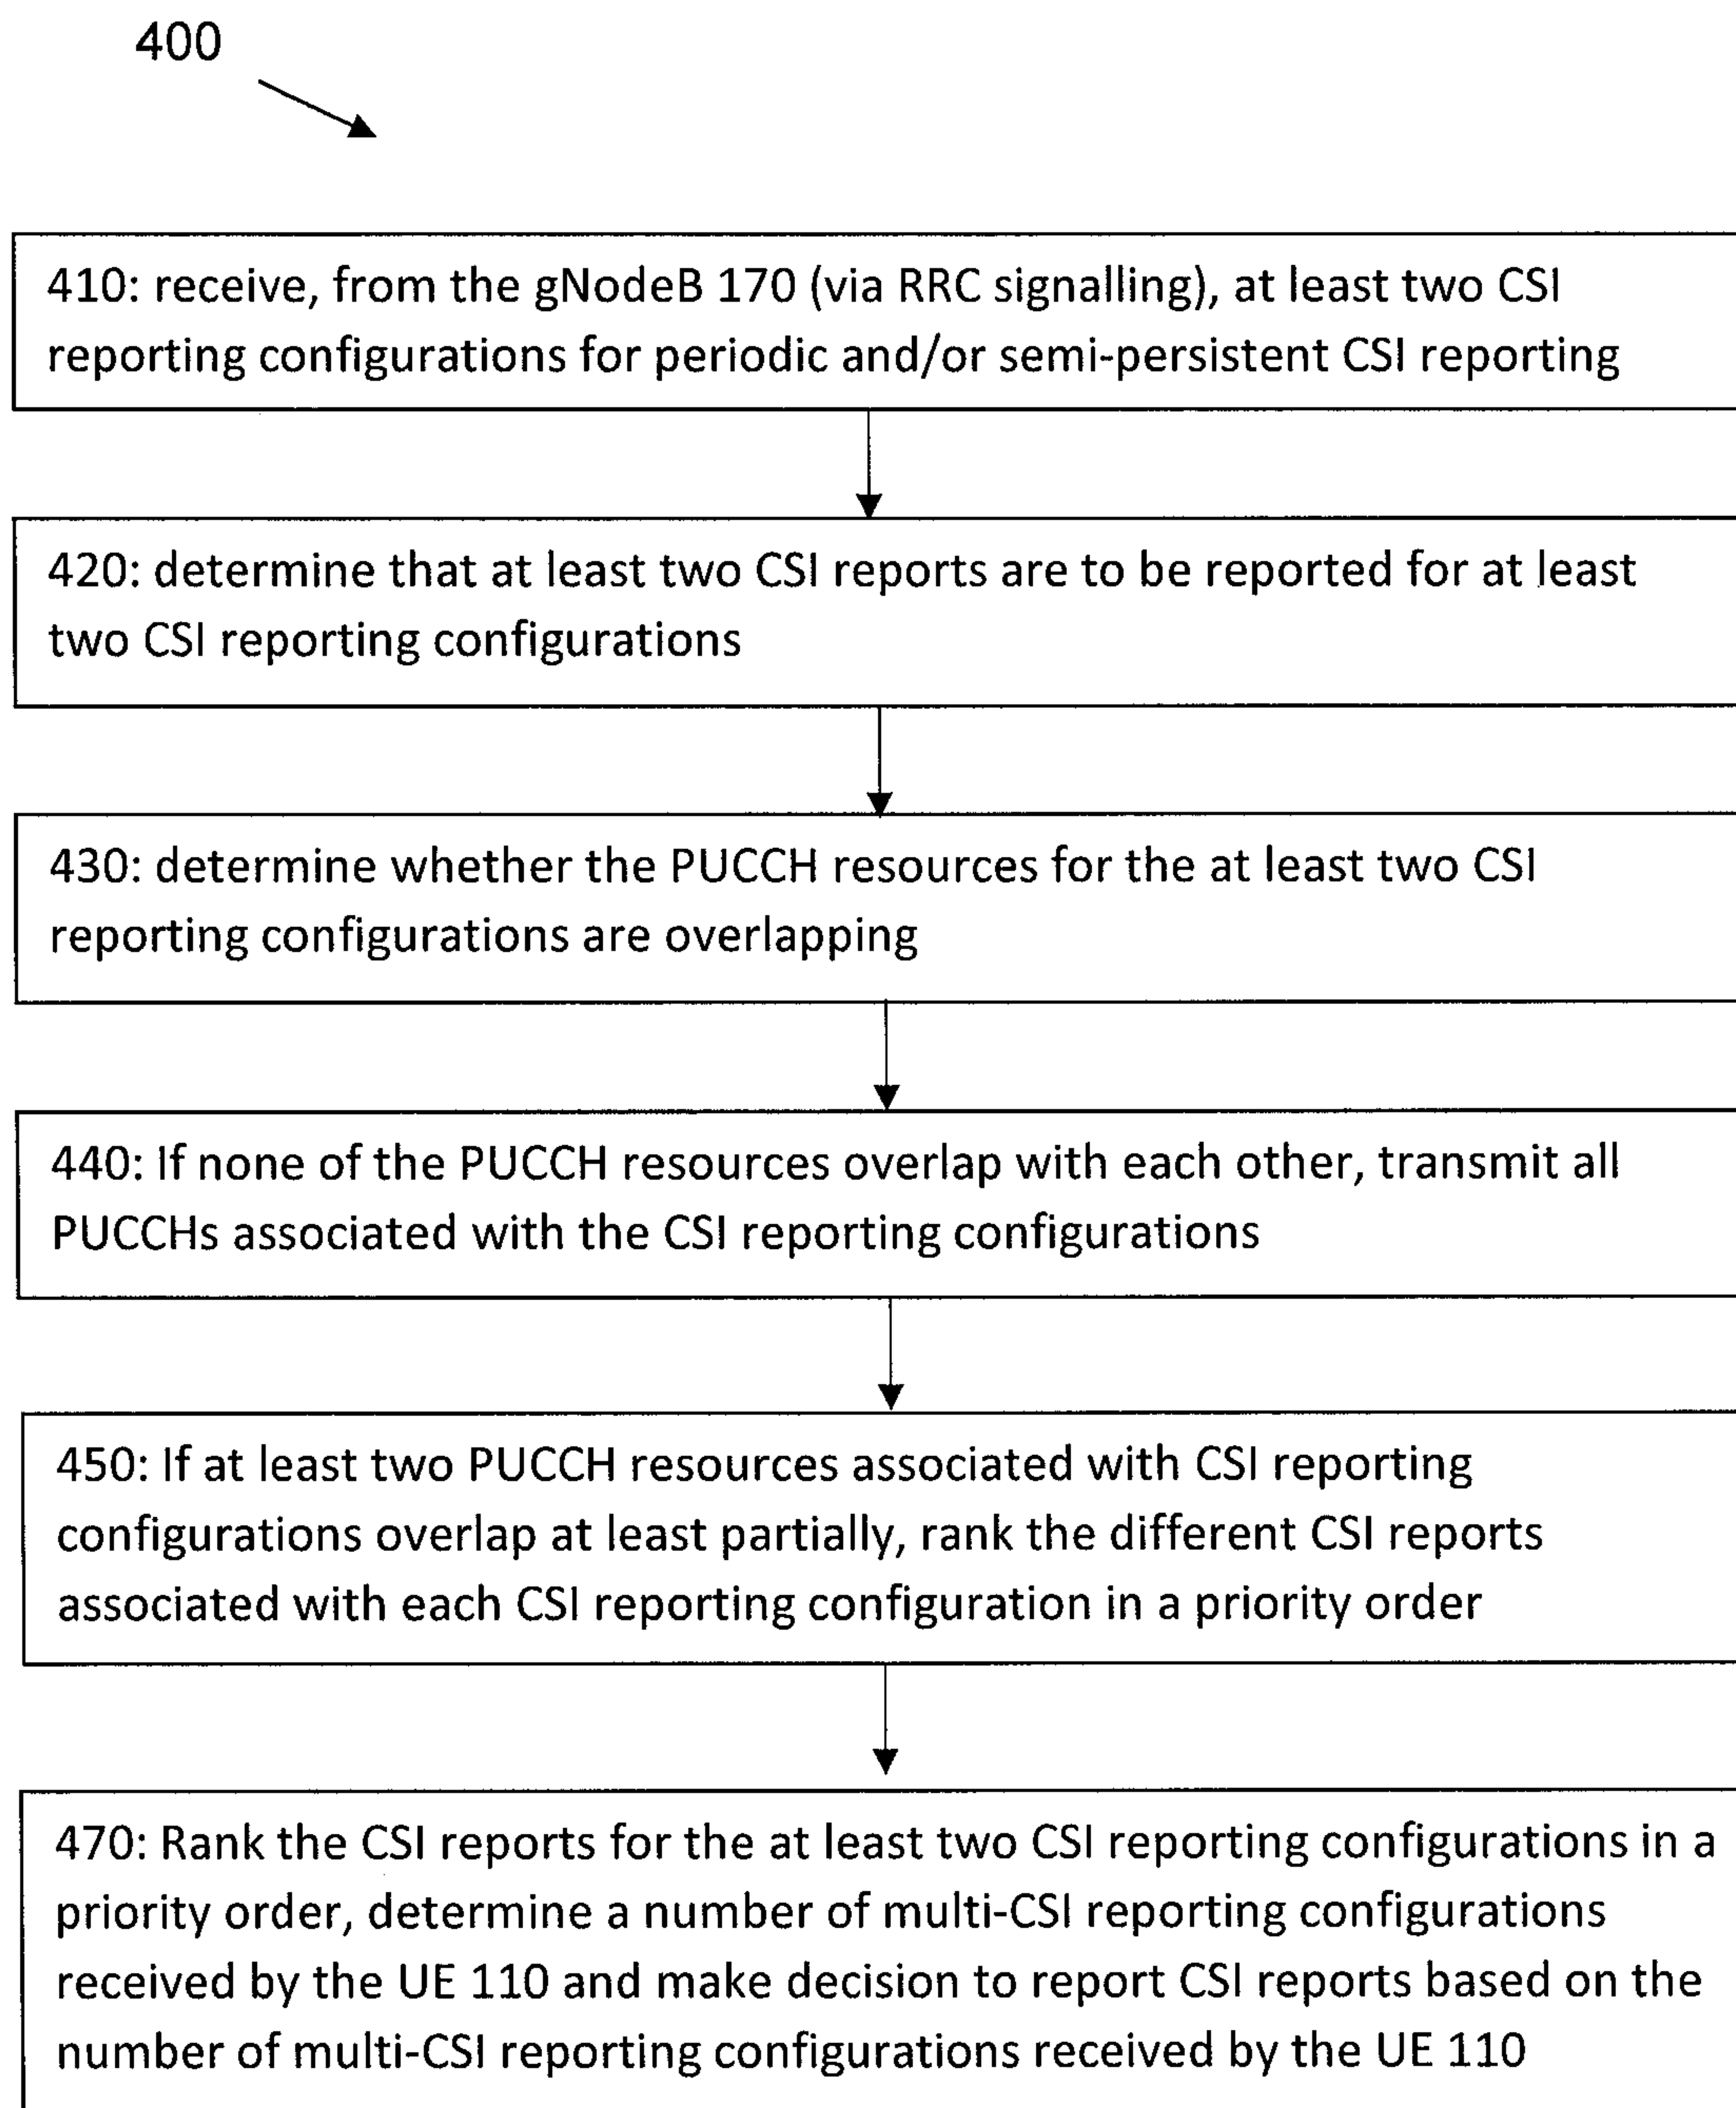 400
410: receive, from the gNodeB 170 (via RRC signalling), at least two CSI
reporting configurations for periodic and/or semi-persistent CSI reporting
420: determine that at least two CSI reports are to be reported for at least
two CSI reporting configurations
430: determine whether the PUCCH resources for the at least two CSI
reporting configurations are overlapping
440: If none of the PUCCH resources overlap with each other, transmit all
PUCCHs associated with the CSI reporting configurations
450: If at least two PUCCH resources associated with CSI reporting
configurations overlap at least partially, rank the different CSI reports
associated with each CSI reporting configuration in a priority order
470: Rank the CSI reports for the at least two CSI reporting configurations in a
priority order, determine a number of multi-CSI reporting configurations
received by the UE 110 and make decision to report CSI reports based on the
number of multi-CSI reporting configurations received by the UE 110